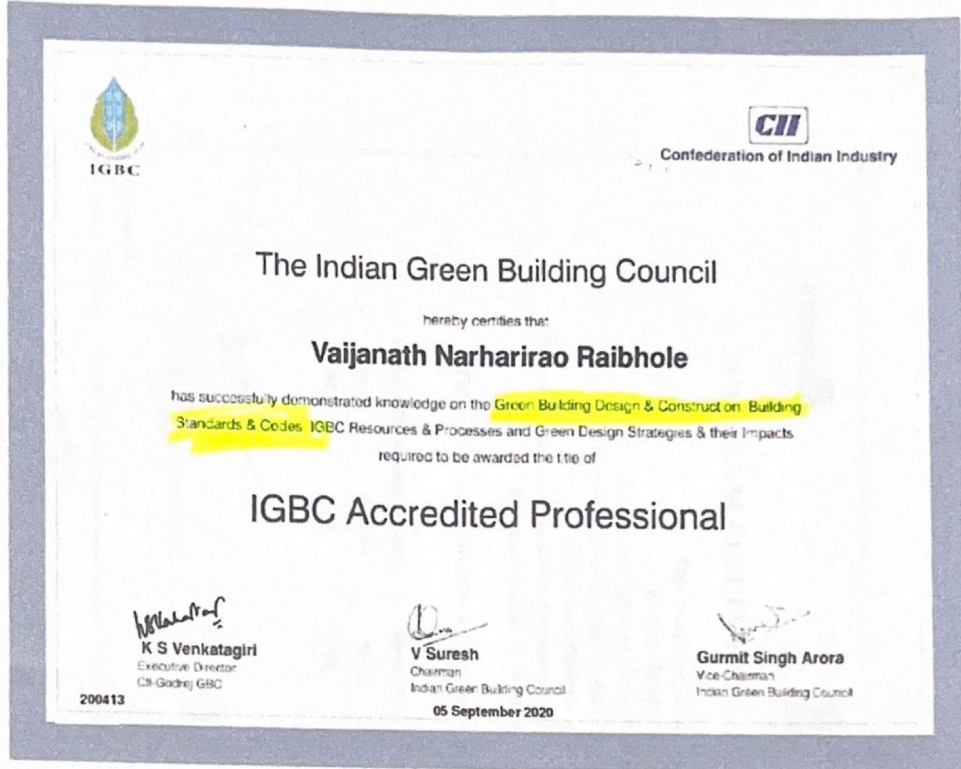 IGBC
CII
Confederation of Indian Industry
The Indian Green Building Council
hereby certifies that
Vaijanath Narharirao Raibhole
has successfully demonstrated knowledge on the Green Building Design & Construction, Building
Standards & Codes, IGBC Resources & Processes and Green Design Strategies & their Impacts
required to be awarded the title of
IGBC Accredited Professional
K S Venkatagiri
Executive Director
CII-Godrej GBC
V Suresh
Chairman
Indian Green Building Council
Gurmit Singh Arora
Vice-Chairman
Indian Green Building Council
200413
05 September 2020